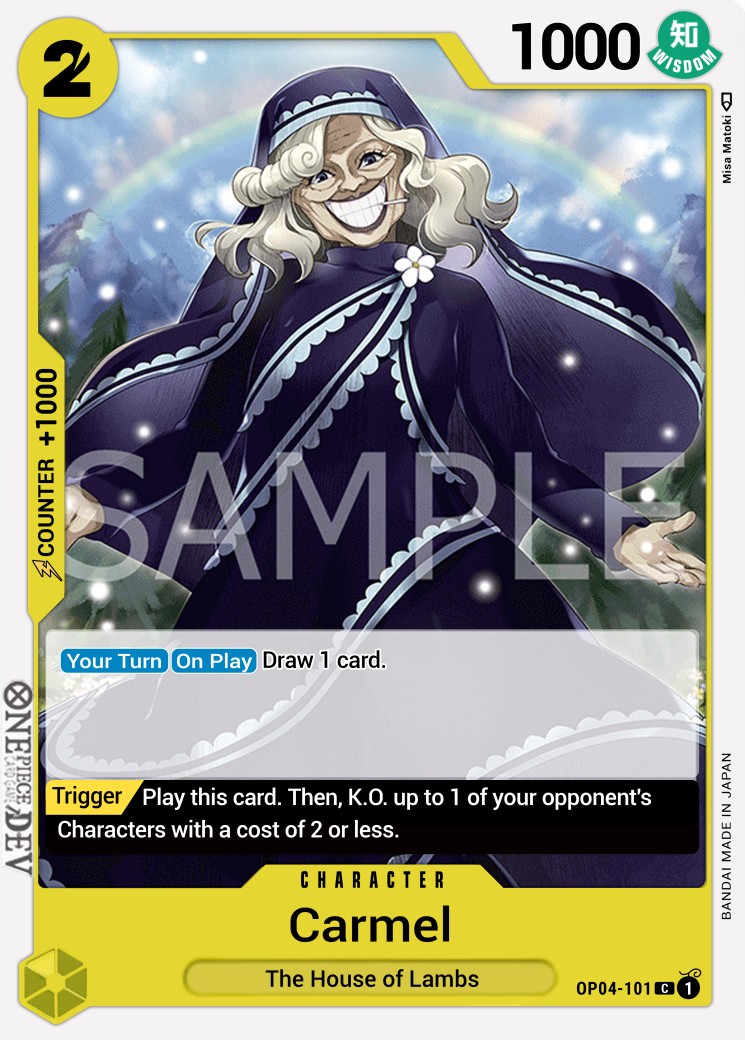 2
1000
知
WISDOM
Misa Matoki
COUNTER +1000
SAMPLE
Your Turn On Play Draw 1 card.
Trigger Play this card. Then, K.O. up to 1 of your opponent's
Characters with a cost of 2 or less.
ONE PIECE
CARD GAME
DEV
BANDAI MADE IN JAPAN
CHARACTER
Carmel
The House of Lambs
OP04-101 C 1